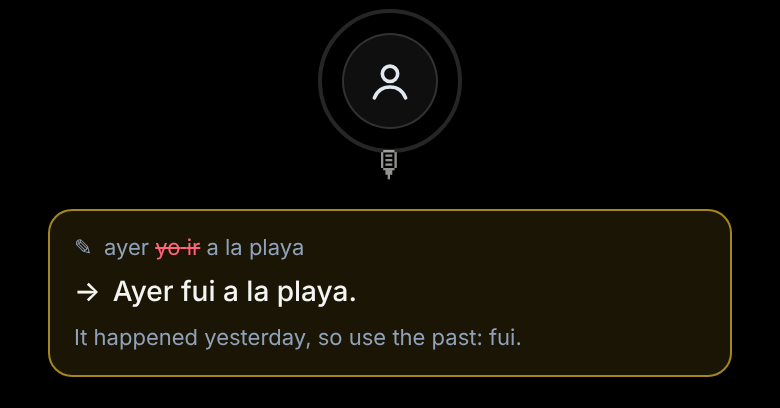 ✎ ayer yo ir a la playa
→ Ayer fui a la playa.
It happened yesterday, so use the past: fui.